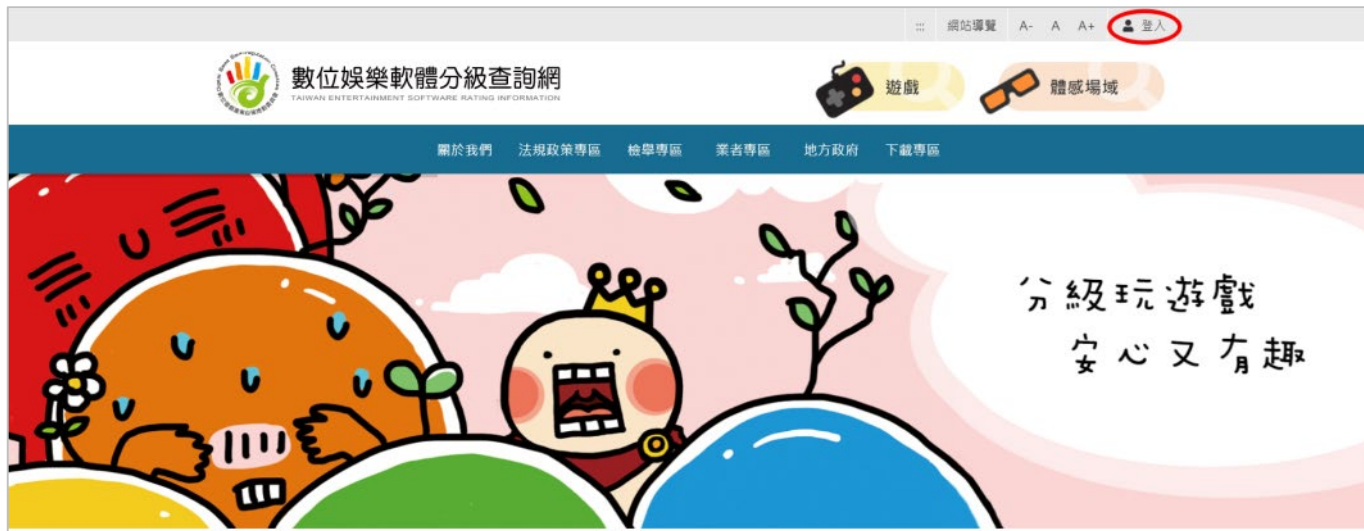 ::: 網站導覽 A- A A+ 登入
數位娛樂軟體分級查詢網
TAIWAN ENTERTAINMENT SOFTWARE RATING INFORMATION
遊戲 體感場域
關於我們 法規政策專區 檢舉專區 業者專區 地方政府 下載專區
分級玩遊戲
安心又有趣